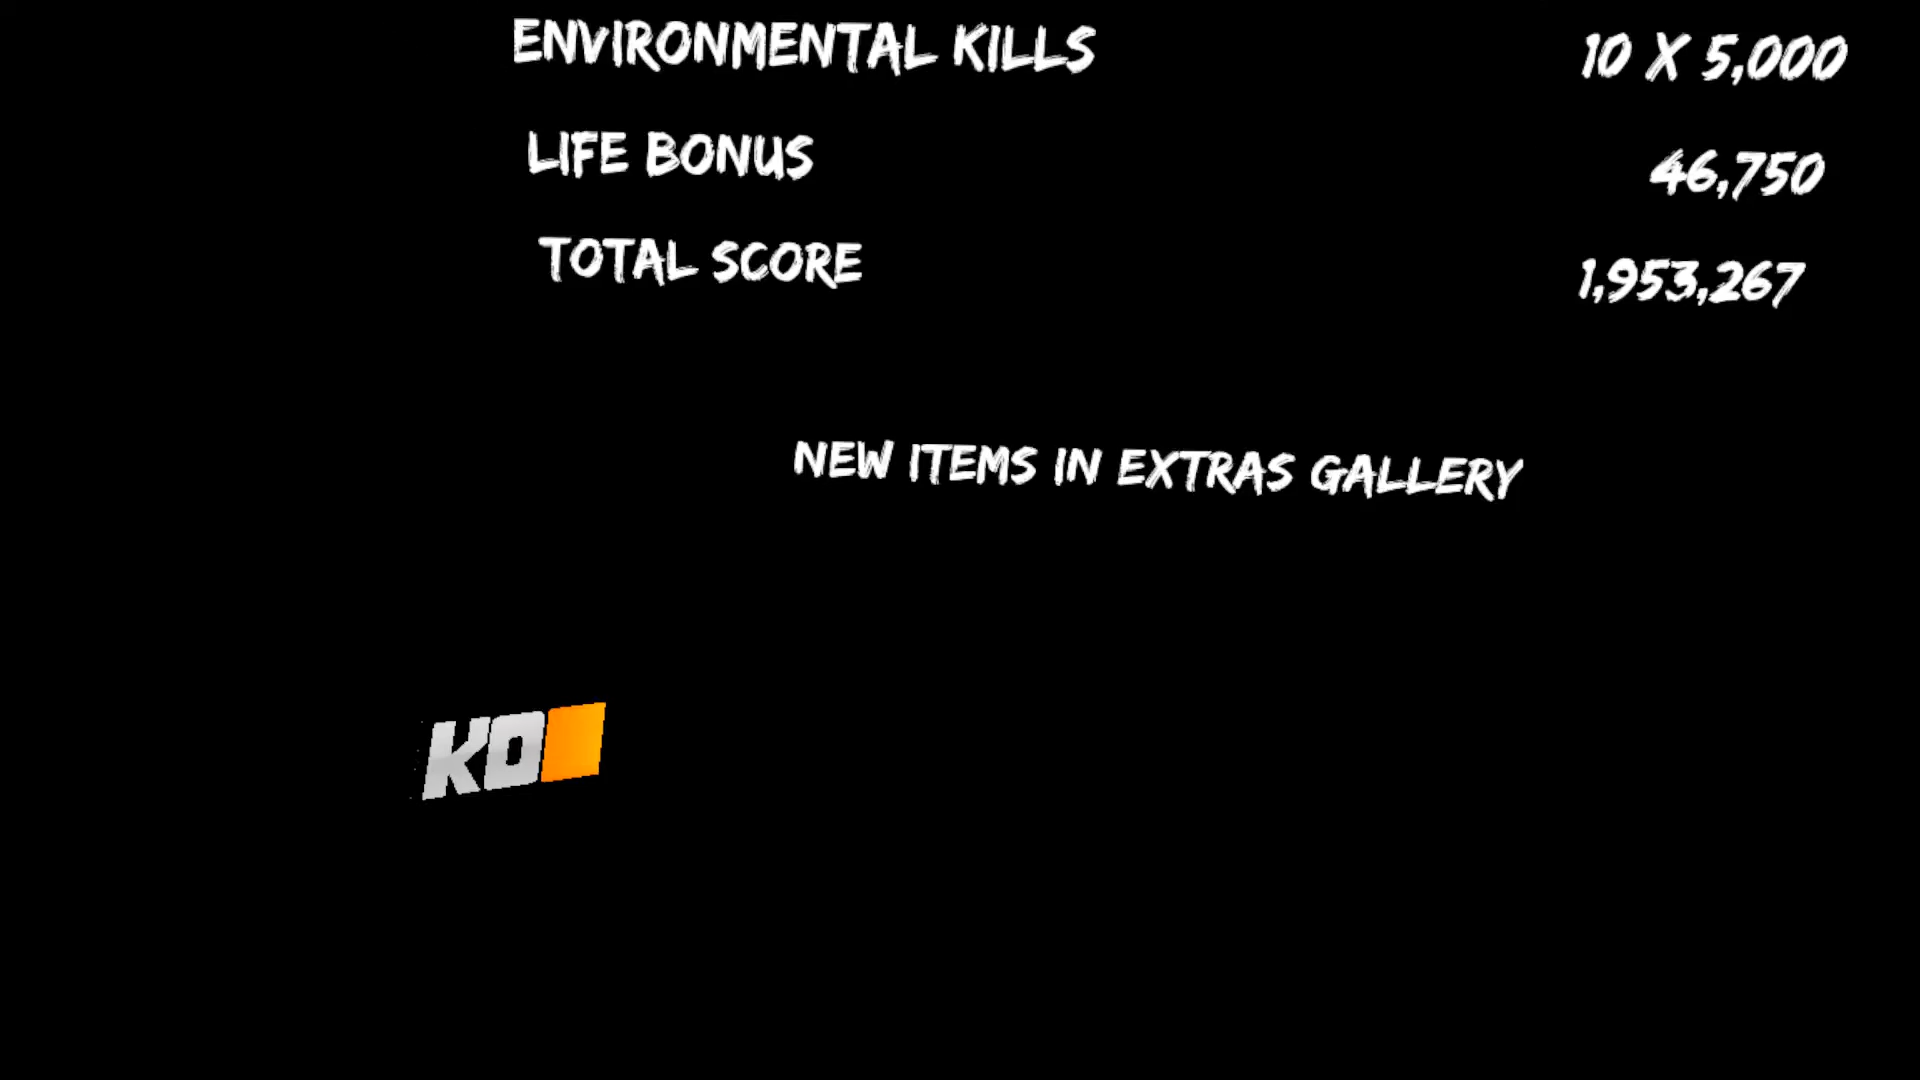 ENVIRONMENTAL KILLS 10 X 5,000
LIFE BONUS 46,750
TOTAL SCORE 1,953,267
NEW ITEMS IN EXTRAS GALLERY
KO